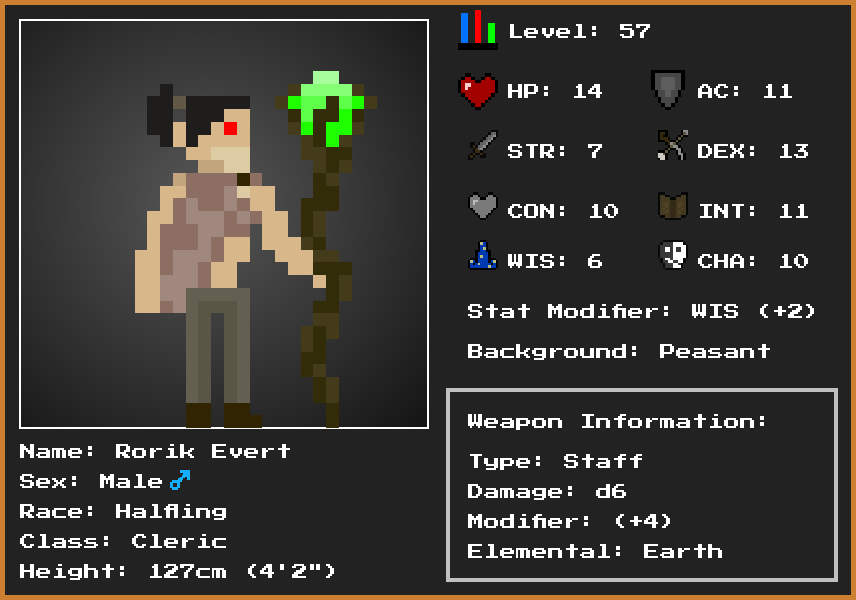 Level: 57
HP: 14
AC: 11
STR: 7
DEX: 13
CON: 10
INT: 11
WIS: 6
CHA: 10
Stat Modifier: WIS (+2)
Background: Peasant
Weapon Information:
Type: Staff
Damage: d6
Modifier: (+4)
Elemental: Earth
Name: Rorik Evert
Sex: Male♂
Race: Halfling
Class: Cleric
Height: 127cm (4'2")